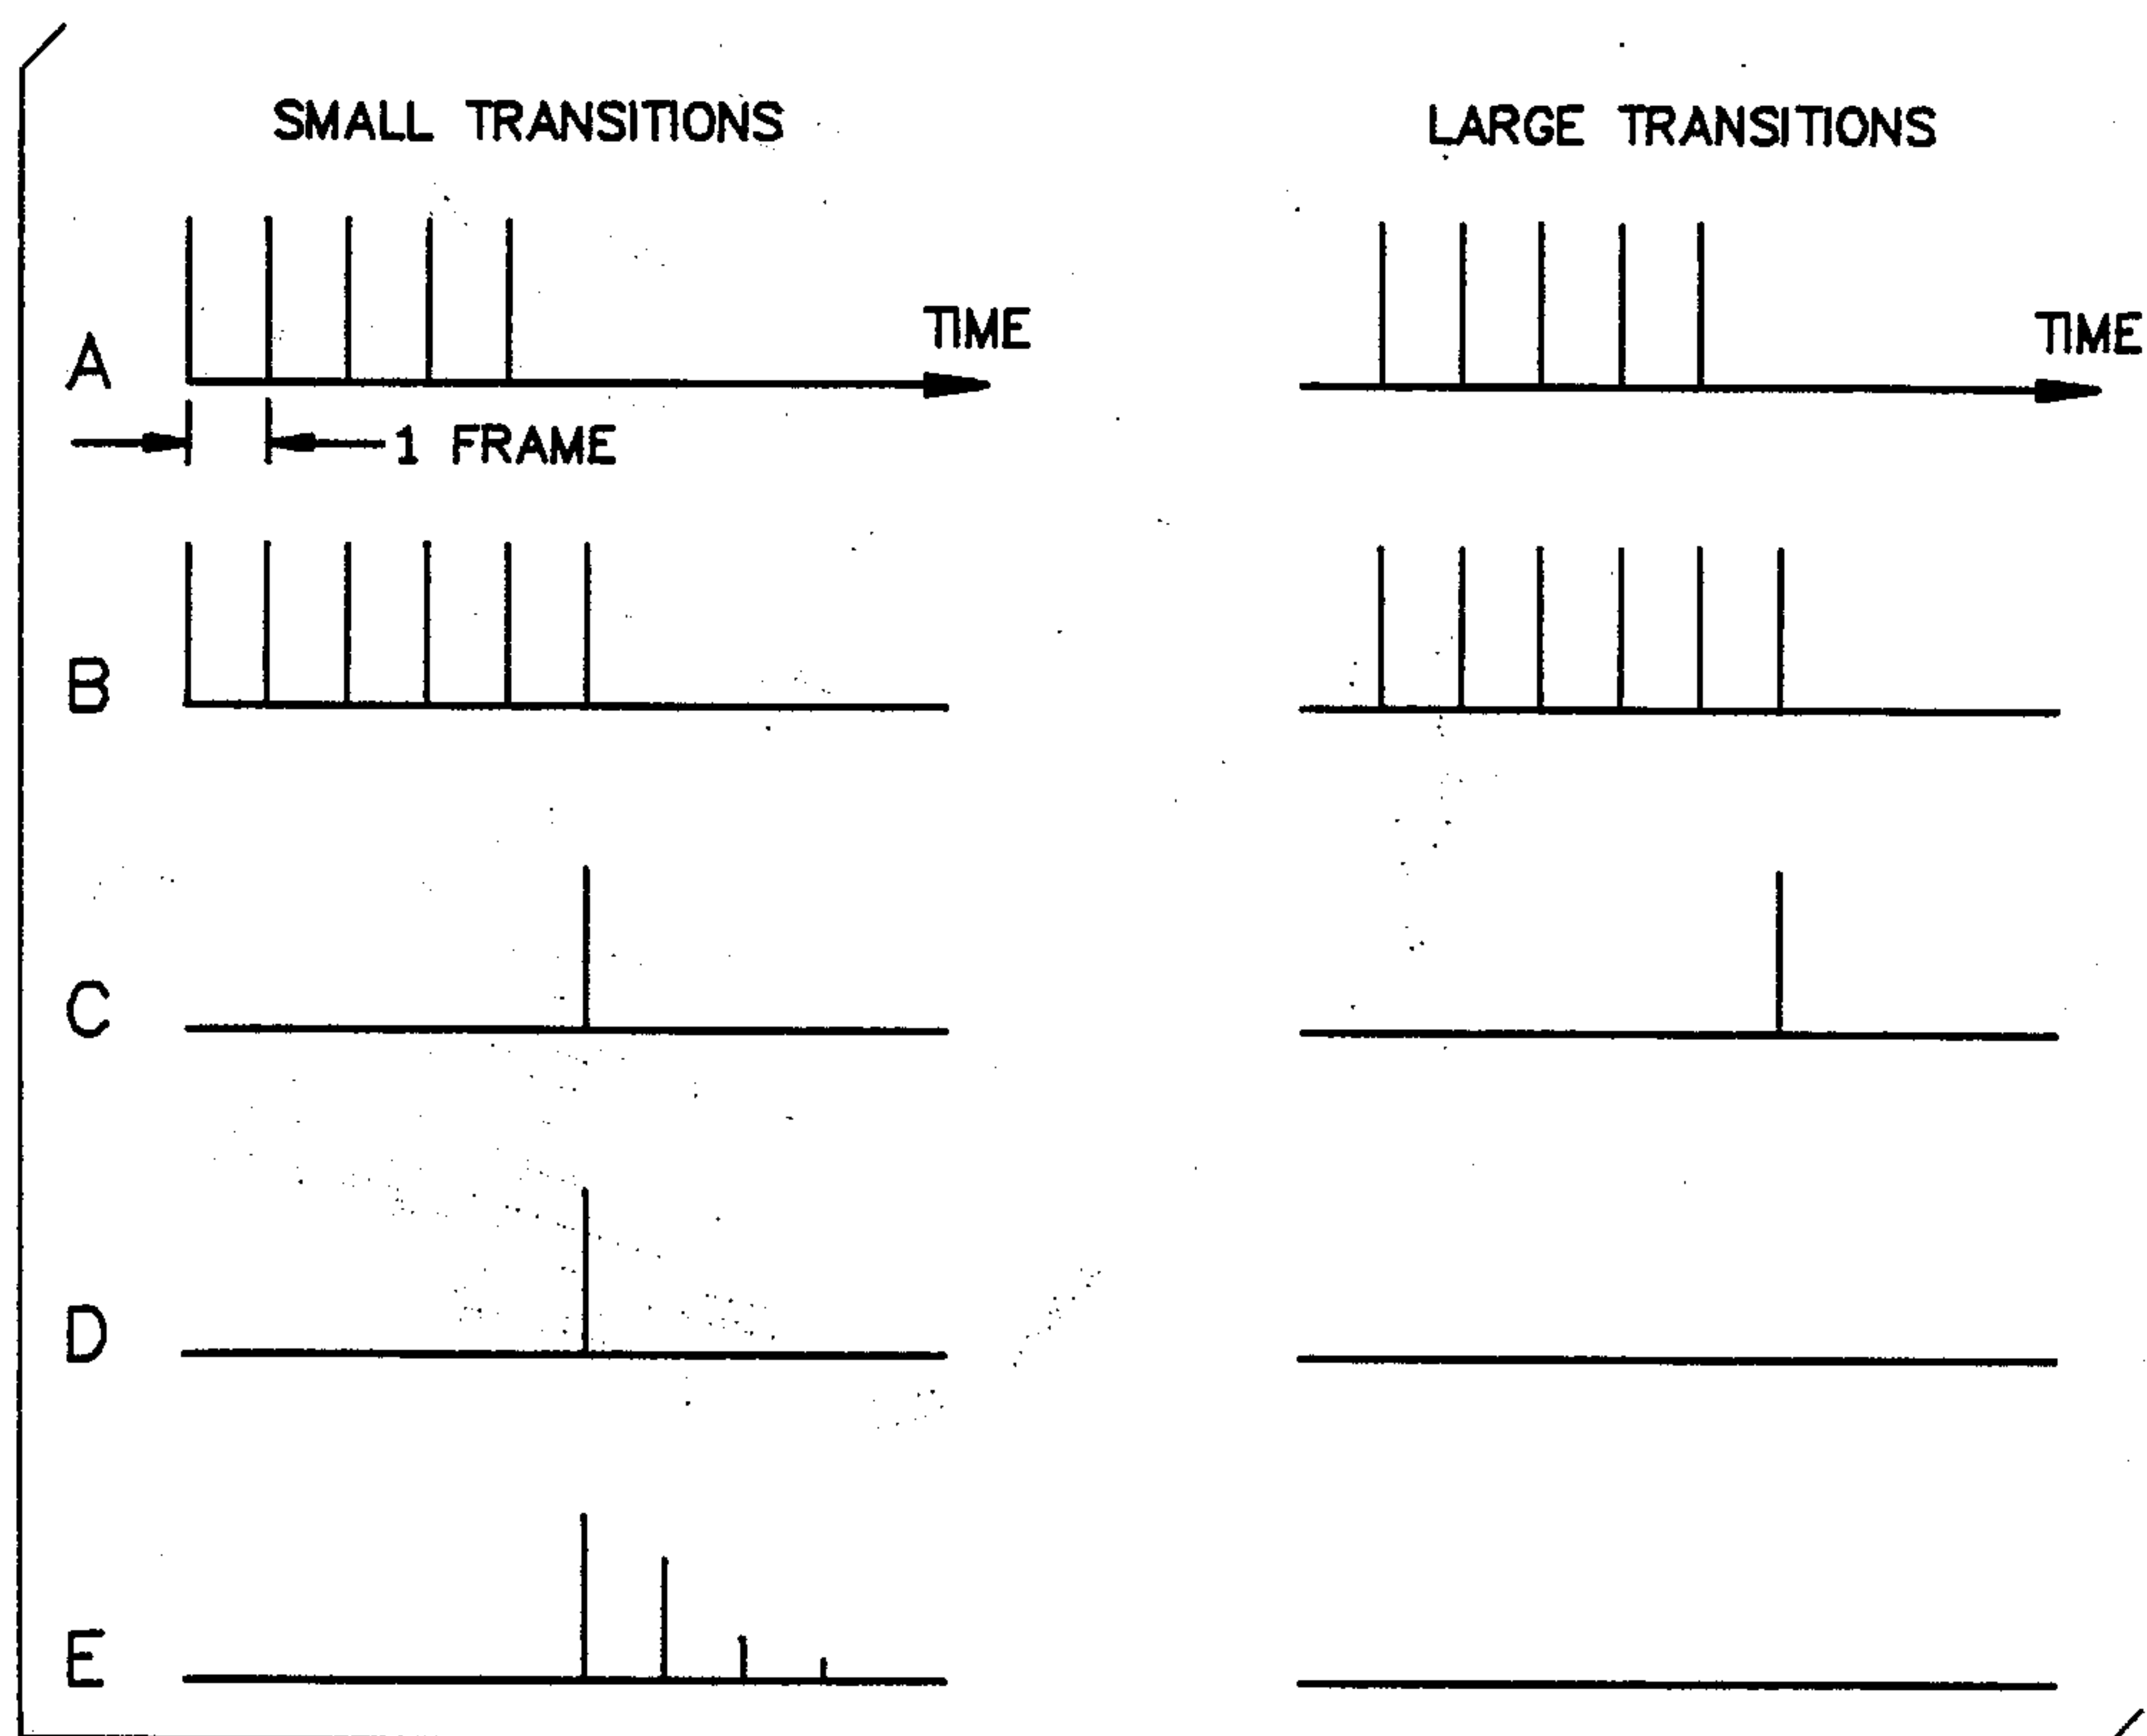 SMALL TRANSITIONS
LARGE TRANSITIONS
TIME
TIME
A
1 FRAME
B
C
D
E